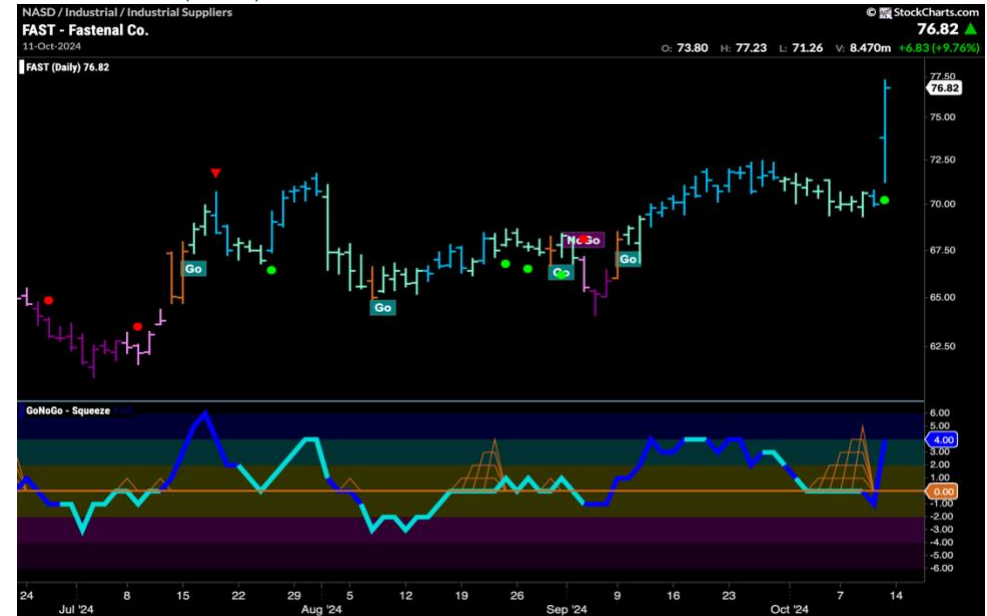 NASD / Industrial / Industrial Suppliers
© StockCharts.com
FAST - Fastenal Co.
76.82
11-Oct-2024
O: 73.80 H: 77.23 L: 71.26 V: 8.470m +6.83 (+9.76%)
FAST (Daily) 76.82
77.50
76.82
75.00
72.50
70.00
67.50
65.00
62.50
Go
Go
NoGo
Go
Go
GoNoGo - Squeeze
6.00
5.00
4.00
3.00
2.00
1.00
0.00
-1.00
-2.00
-3.00
-4.00
-5.00
-6.00
24 8 15 22 29 5 12 19 26 9 16 23 7 14
Jul '24 Aug '24 Sep '24 Oct '24